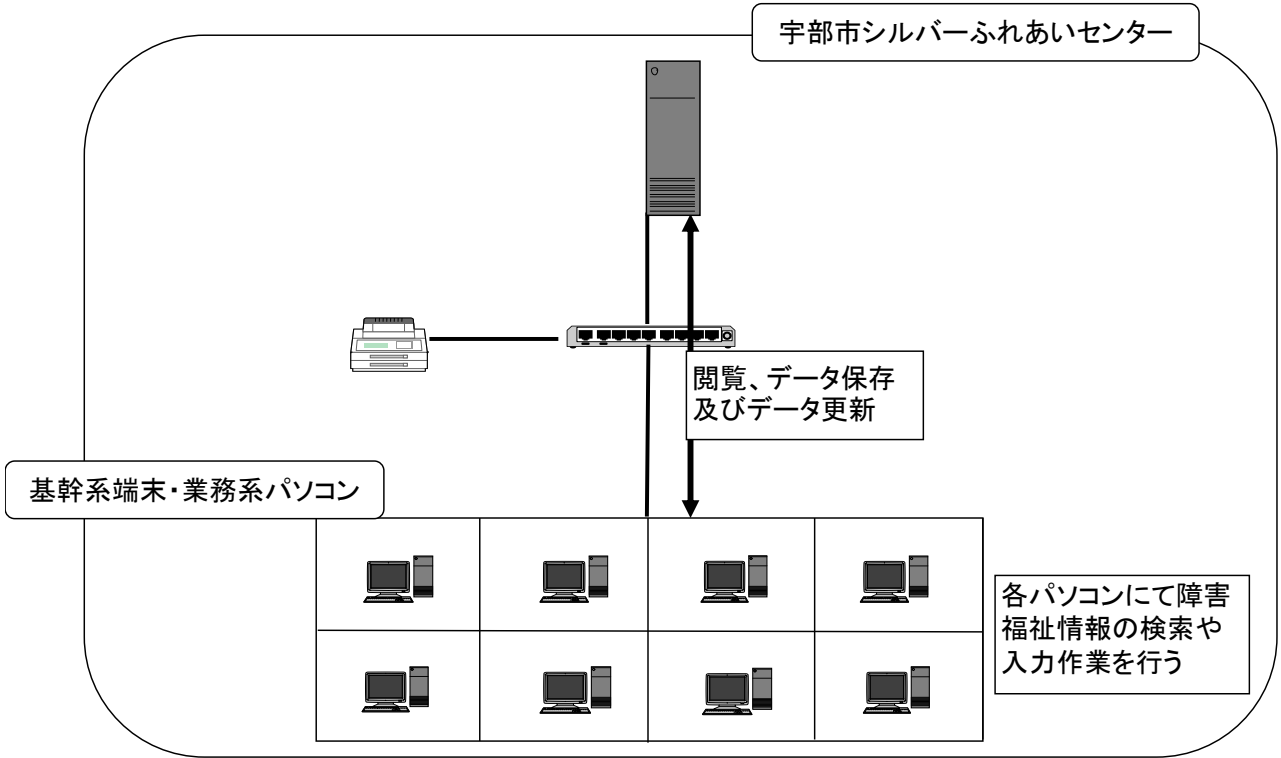 宇部市シルバーふれあいセンター
閲覧、データ保存
及びデータ更新
基幹系端末・業務系パソコン
各パソコンにて障害
福祉情報の検索や
入力作業を行う